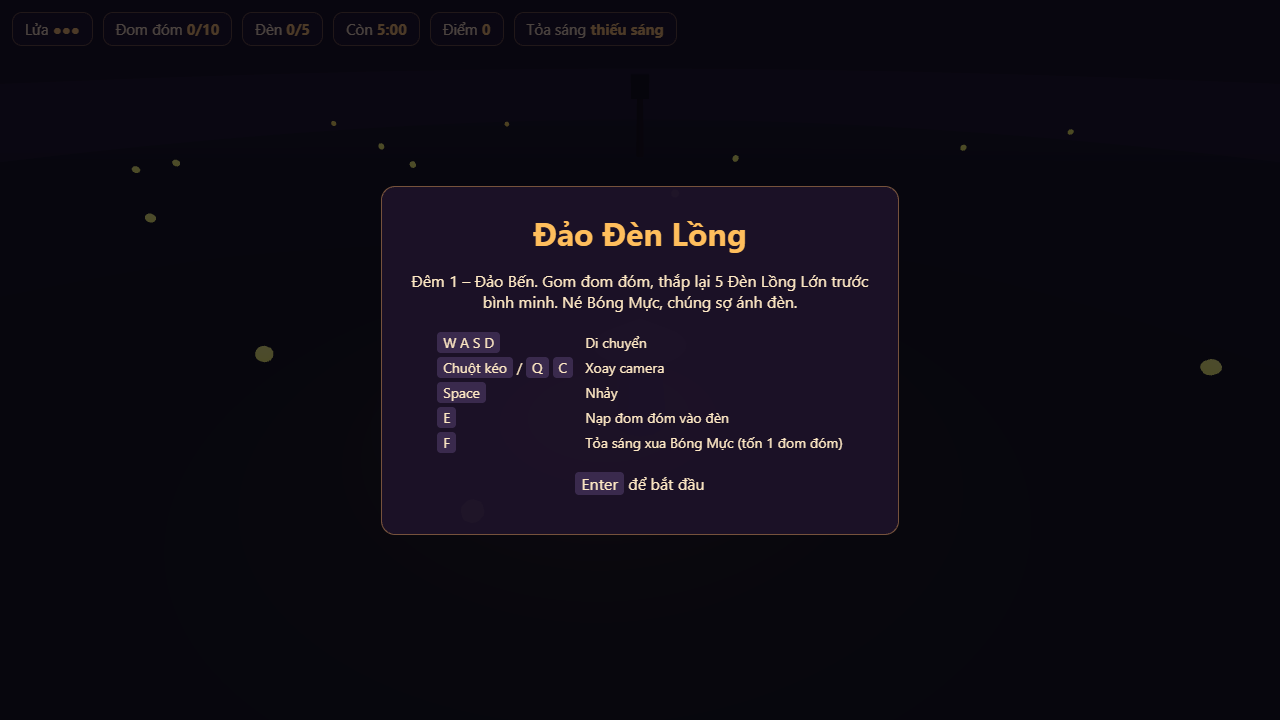 Lửa ●●● Đom đóm 0/10 Đèn 0/5 Còn 5:00 Điểm 0 Tỏa sáng thiếu sáng
Đảo Đèn Lồng
Đêm 1 – Đảo Bến. Gom đom đóm, thắp lại 5 Đèn Lồng Lớn trước
bình minh. Né Bóng Mực, chúng sợ ánh đèn.
W A S D Di chuyển
Chuột kéo / Q C Xoay camera
Space Nhảy
E Nạp đom đóm vào đèn
F Tỏa sáng xua Bóng Mực (tốn 1 đom đóm)
Enter để bắt đầu